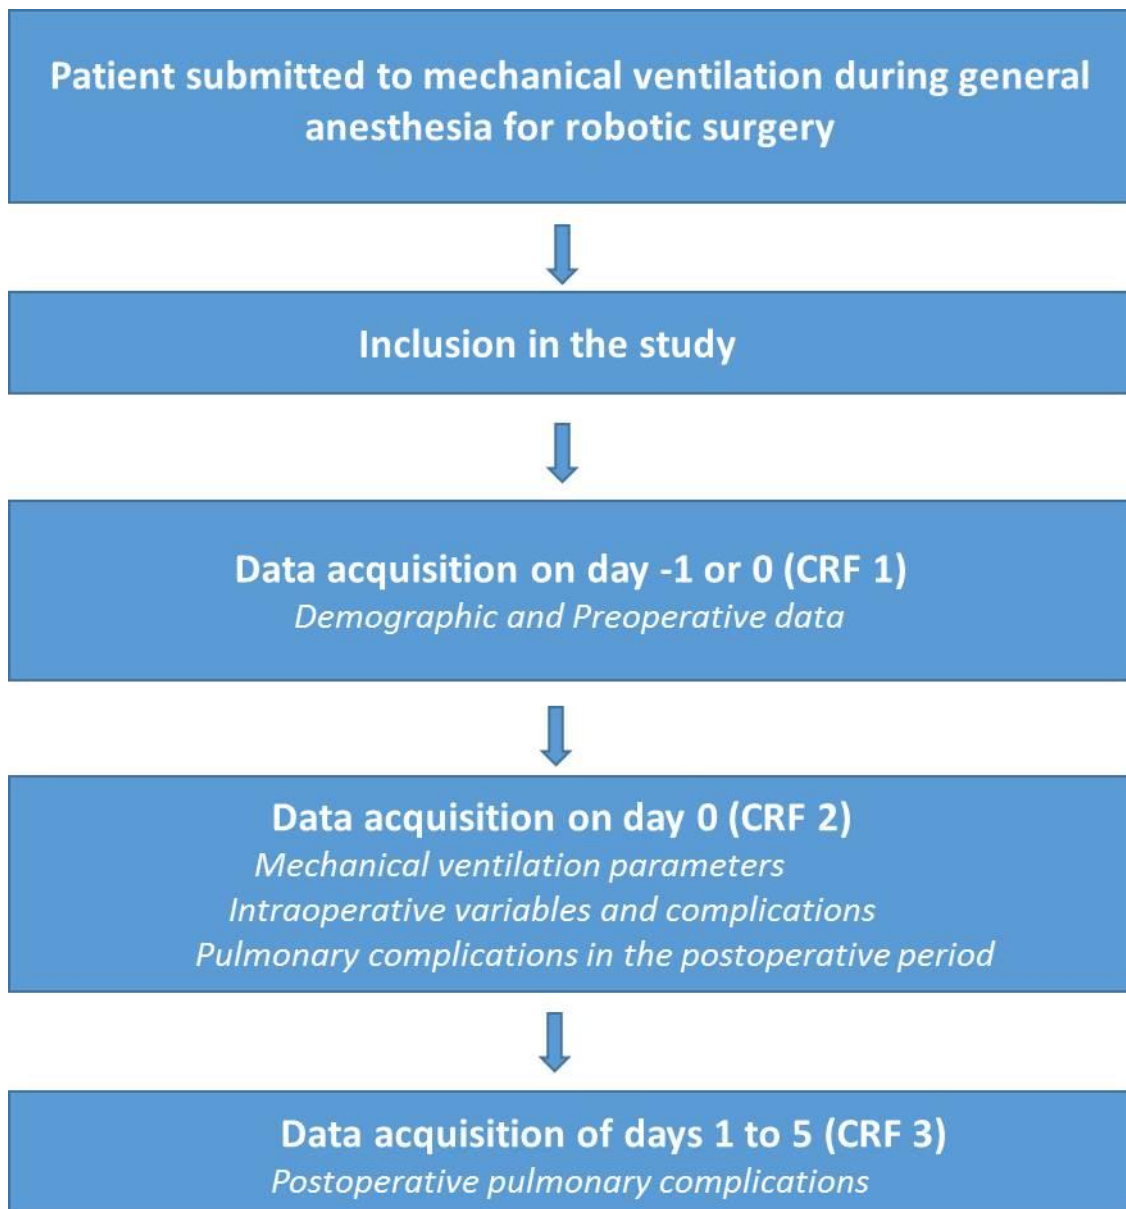 Patient submitted to mechanical ventilation during general
anesthesia for robotic surgery
Inclusion in the study
Data acquisition on day -1 or 0 (CRF 1)
Demographic and Preoperative data
Data acquisition on day 0 (CRF 2)
Mechanical ventilation parameters
Intraoperative variables and complications
Pulmonary complications in the postoperative period
Data acquisition of days 1 to 5 (CRF 3)
Postoperative pulmonary complications